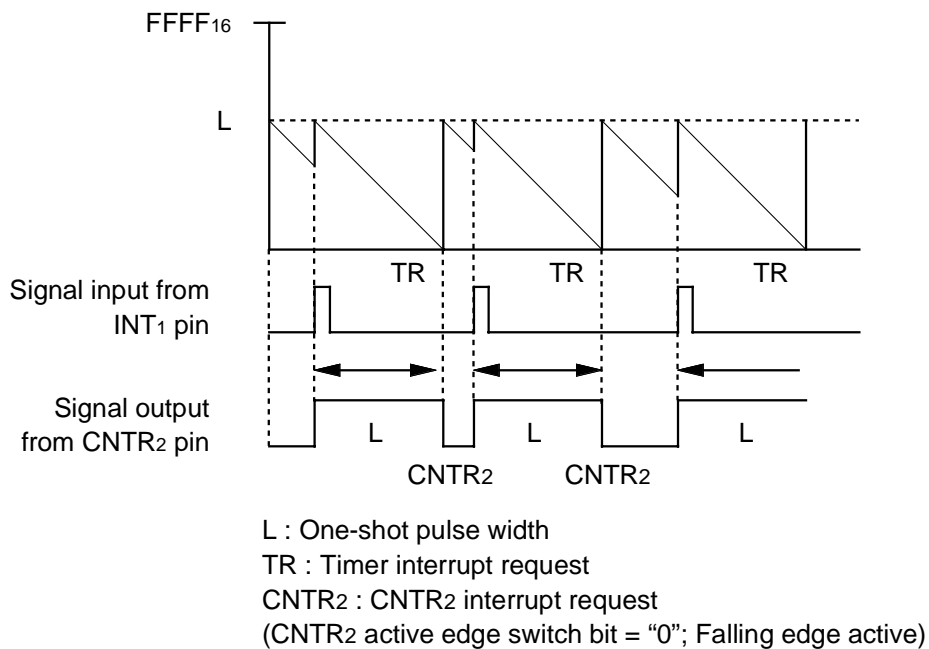 FFFF16
L
TR TR TR
Signal input from
INT1 pin
Signal output
from CNTR2 pin
L L L
CNTR2 CNTR2
L : One-shot pulse width
TR : Timer interrupt request
CNTR2 : CNTR2 interrupt request
(CNTR2 active edge switch bit = “0”; Falling edge active)